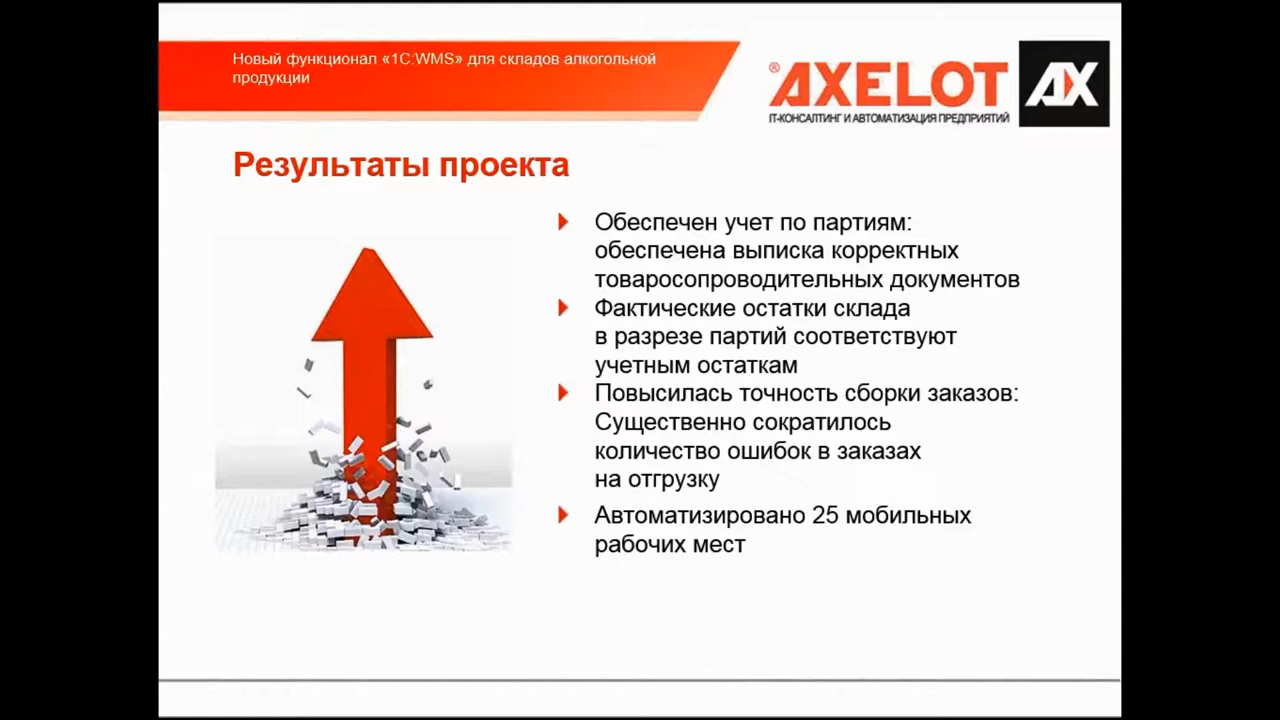 Новый функционал «1С:WMS» для складов алкогольной
продукции
® AXELOT AX
IT-КОНСАЛТИНГ И АВТОМАТИЗАЦИЯ ПРЕДПРИЯТИЙ
Результаты проекта
Обеспечен учет по партиям:
обеспечена выписка корректных
товаросопроводительных документов
Фактические остатки склада
в разрезе партий соответствуют
учетным остаткам
Повысилась точность сборки заказов:
Существенно сократилось
количество ошибок в заказах
на отгрузку
Автоматизировано 25 мобильных
рабочих мест